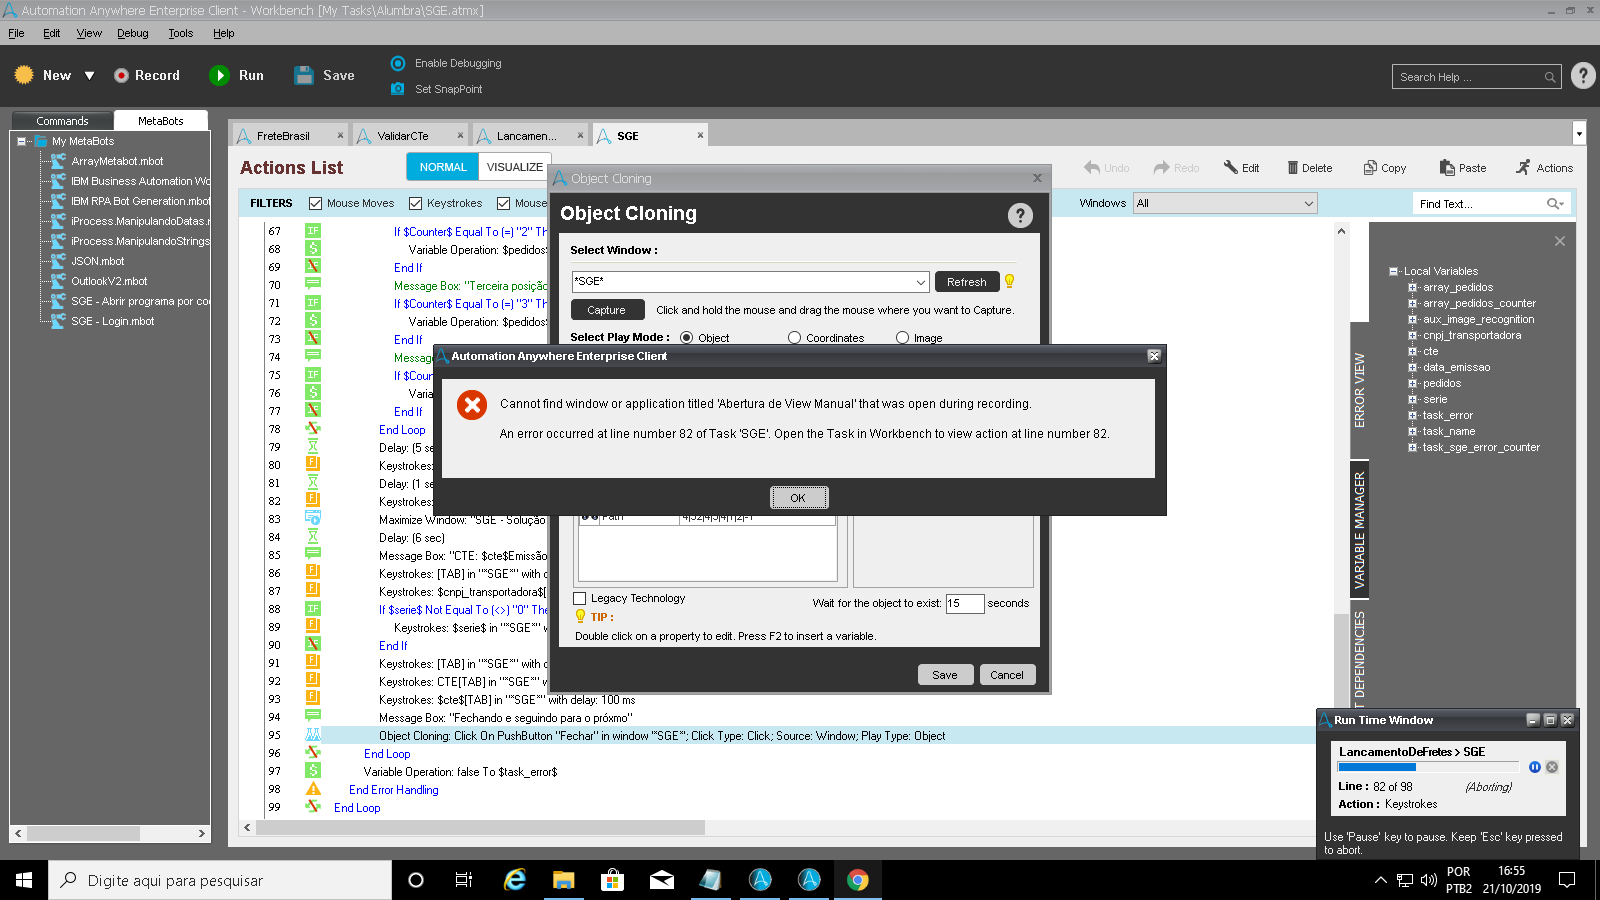 Automation Anywhere Enterprise Client - Workbench [My Tasks\Alumbra\SGE.atmx]
File Edit View Debug Tools Help
New Record Run Save
Enable Debugging
Set SnapPoint
Search Help ...
Commands MetaBots
My MetaBots
ArrayMetabot.mbot
IBM Business Automation Wo
IBM RPA Bot Generation.mbot
iProcess.ManipulandoDatas.r
iProcess.ManipulandoStrings
JSON.mbot
OutlookV2.mbot
SGE - Abrir programa por coo
SGE - Login.mbot
FreteBrasil ValidarCTe Lancamen... SGE
Actions List NORMAL VISUALIZE
Undo Redo Edit Delete Copy Paste Actions
FILTERS Mouse Moves Keystrokes Mouse
Windows All Find Text...
67 If $Counter$ Equal To (=) "2" Th
68 Variable Operation: $pedidos$
69 End If
70 Message Box: "Terceira posição
71 If $Counter$ Equal To (=) "3" Th
72 Variable Operation: $pedidos$
73 End If
74 Messag
75 If $Count
76 Varia
77 End If
78 End Loop
79 Delay: (5 se
80 Keystrokes:
81 Delay: (1 se
82 Keystrokes:
83 Maximize Window: "SGE - Solução
84 Delay: (6 sec)
85 Message Box: "CTE: $cte$Emissão
86 Keystrokes: [TAB] in "*SGE*" with d
87 Keystrokes: $cnpj_transportadora$[
88 If $serie$ Not Equal To (<>) "0" The
89 Keystrokes: $serie$ in "*SGE*" w
90 End If
91 Keystrokes: [TAB] in "*SGE*" with d
92 Keystrokes: CTE[TAB] in "*SGE*" w
93 Keystrokes: $cte$[TAB] in "*SGE*" with delay: 100 ms
94 Message Box: "Fechando e seguindo para o próxmo"
95 Object Cloning: Click On PushButton "Fechar" in window "*SGE*"; Click Type: Click; Source: Window; Play Type: Object
96 End Loop
97 Variable Operation: false To $task_error$
98 End Error Handling
99 End Loop
Object Cloning
Object Cloning
Select Window :
*SGE* Refresh
Capture Click and hold the mouse and drag the mouse where you want to Capture.
Select Play Mode : Object Coordinates Image
Automation Anywhere Enterprise Client
Cannot find window or application titled 'Abertura de View Manual' that was open during recording.
An error occurred at line number 82 of Task 'SGE'. Open the Task in Workbench to view action at line number 82.
OK
Path 4|32|4|3|4|1|2|-1
Legacy Technology
Wait for the object to exist: 15 seconds
TIP :
Double click on a property to edit. Press F2 to insert a variable.
Save Cancel
ERROR VIEW
VARIABLE MANAGER
T DEPENDENCIES
Local Variables
array_pedidos
array_pedidos_counter
aux_image_recognition
cnpj_transportadora
cte
data_emissao
pedidos
serie
task_error
task_name
task_sge_error_counter
Run Time Window
LancamentoDeFretes > SGE
Line : 82 of 98 (Aborting)
Action : Keystrokes
Use 'Pause' key to pause. Keep 'Esc' key pressed
to abort.
Digite aqui para pesquisar
POR
PTB2
16:55
21/10/2019